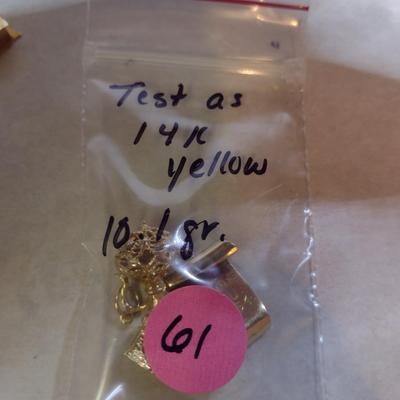 Test as
14K
yellow
10.1 gr.
61